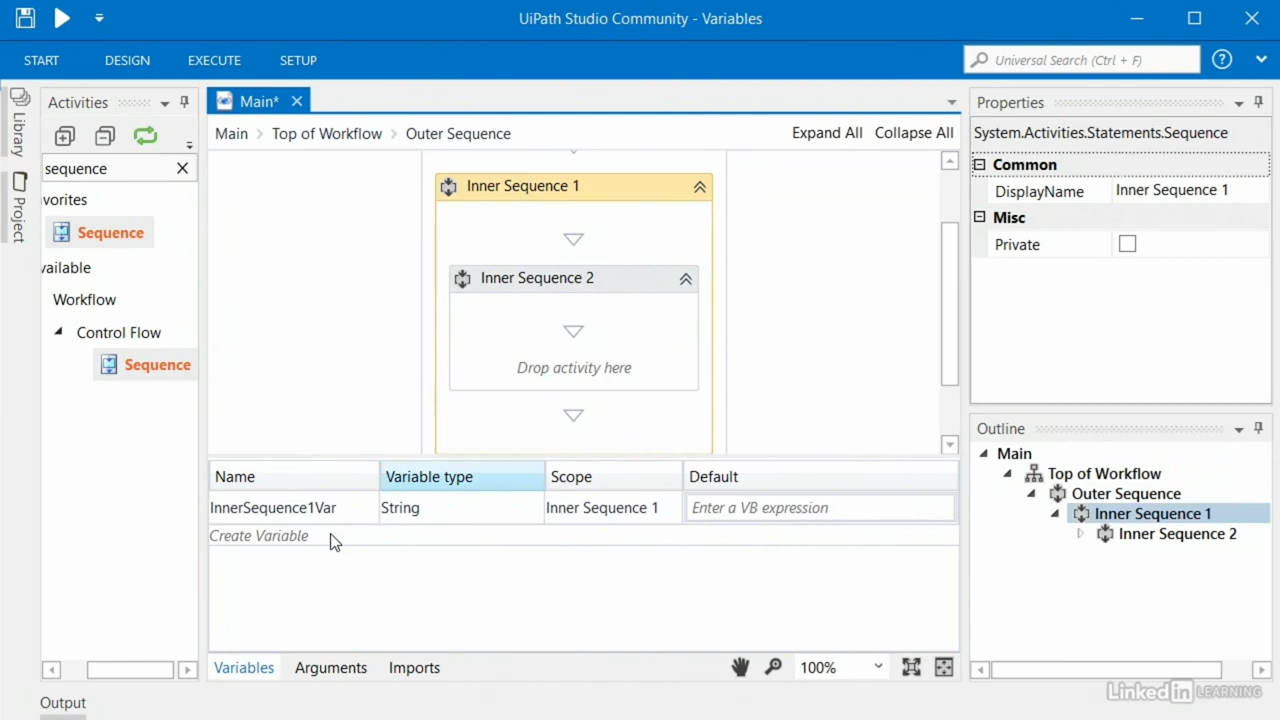 UiPath Studio Community - Variables
START DESIGN EXECUTE SETUP
Universal Search (Ctrl + F)
?
Library
Project
Activities
sequence
vorites
Sequence
vailable
Workflow
Control Flow
Sequence
Main*
Main > Top of Workflow > Outer Sequence
Expand All Collapse All
Inner Sequence 1
Inner Sequence 2
Drop activity here
Name Variable type Scope Default
InnerSequence1Var String Inner Sequence 1 Enter a VB expression
Create Variable
Variables Arguments Imports
100%
Properties
System.Activities.Statements.Sequence
Common
DisplayName Inner Sequence 1
Misc
Private
Outline
Main
Top of Workflow
Outer Sequence
Inner Sequence 1
Inner Sequence 2
Output
Linked in LEARNING